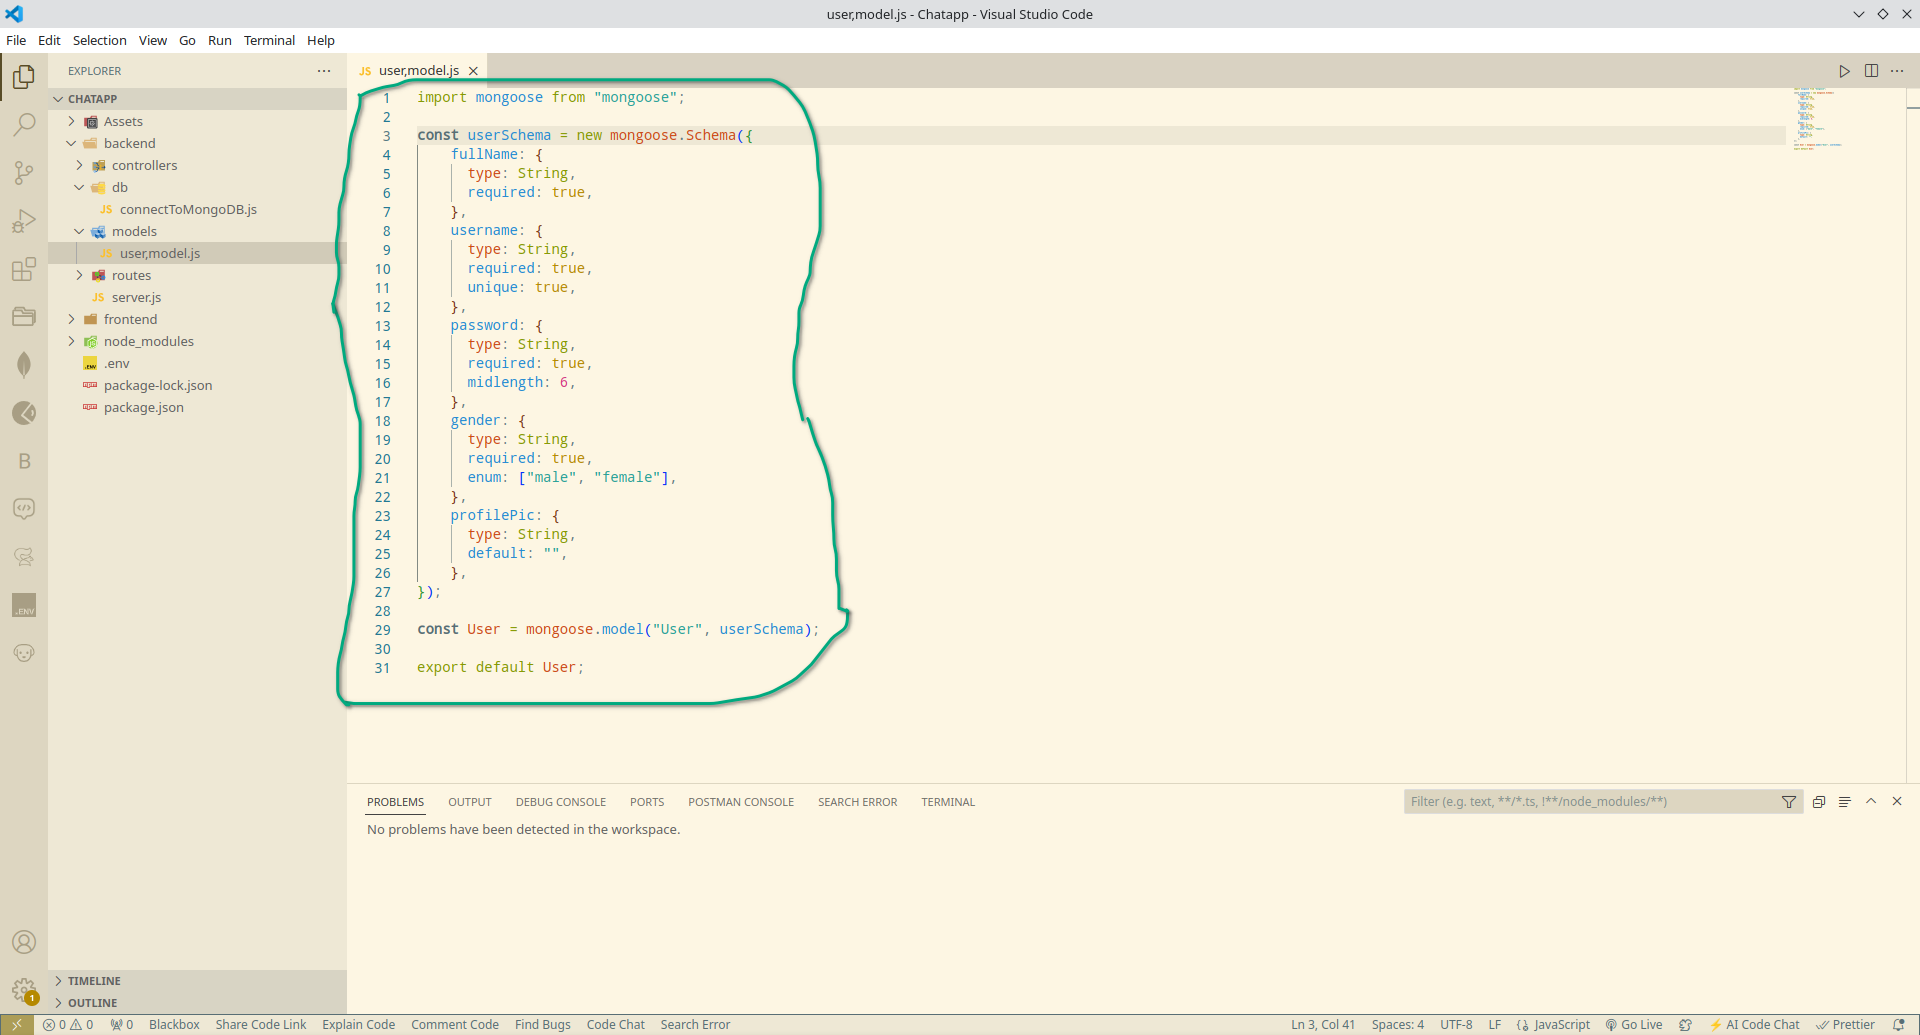 user,model.js - Chatapp - Visual Studio Code
File Edit Selection View Go Run Terminal Help
EXPLORER
CHATAPP
Assets
backend
controllers
db
JS connectToMongoDB.js
models
JS user,model.js
routes
JS server.js
frontend
node_modules
.ENV .env
package-lock.json
package.json
B
.ENV
1
TIMELINE
OUTLINE
JS user,model.js
1 import mongoose from "mongoose";
2
3 const userSchema = new mongoose.Schema({
4 fullName: {
5 type: String,
6 required: true,
7 },
8 username: {
9 type: String,
10 required: true,
11 unique: true,
12 },
13 password: {
14 type: String,
15 required: true,
16 midlength: 6,
17 },
18 gender: {
19 type: String,
20 required: true,
21 enum: ["male", "female"],
22 },
23 profilePic: {
24 type: String,
25 default: "",
26 },
27 });
28
29 const User = mongoose.model("User", userSchema);
30
31 export default User;
PROBLEMS OUTPUT DEBUG CONSOLE PORTS POSTMAN CONSOLE SEARCH ERROR TERMINAL
Filter (e.g. text, **/*.ts, !**/node_modules/**)
No problems have been detected in the workspace.
0 0 0 Blackbox Share Code Link Explain Code Comment Code Find Bugs Code Chat Search Error Ln 3, Col 41 Spaces: 4 UTF-8 LF {} JavaScript Go Live AI Code Chat Prettier